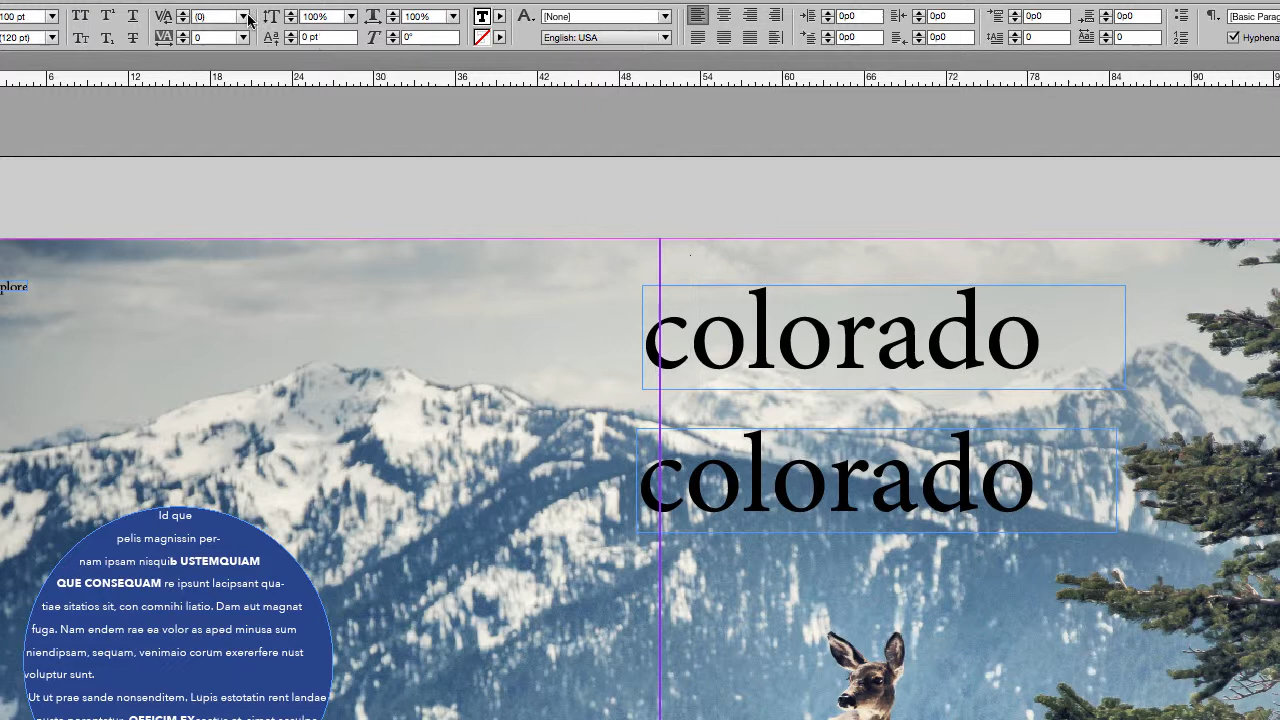 100 pt (0) 100% 100% [None] 0p0 0p0 0p0 0p0 [Basic Parag
(120 pt) 0 0 pt 0° English: USA 0p0 0p0 0 0 Hyphena
6 12 18 24 30 36 42 48 54 60 66 72 78 84 90
plore
colorado
colorado
Id que
pelis magnissin per-
nam ipsam nisquib USTEMQUIAM
QUE CONSEQUAM re ipsunt lacipsant qua-
tiae sitatios sit, con comnihi liatio. Dam aut magnat
fuga. Nam endem rae ea volor as aped minusa sum
niendipsam, sequam, venimaio corum exererfere nust
voluptur sunt.
Ut ut prae sande nonsenditem. Lupis estotatin rent landae